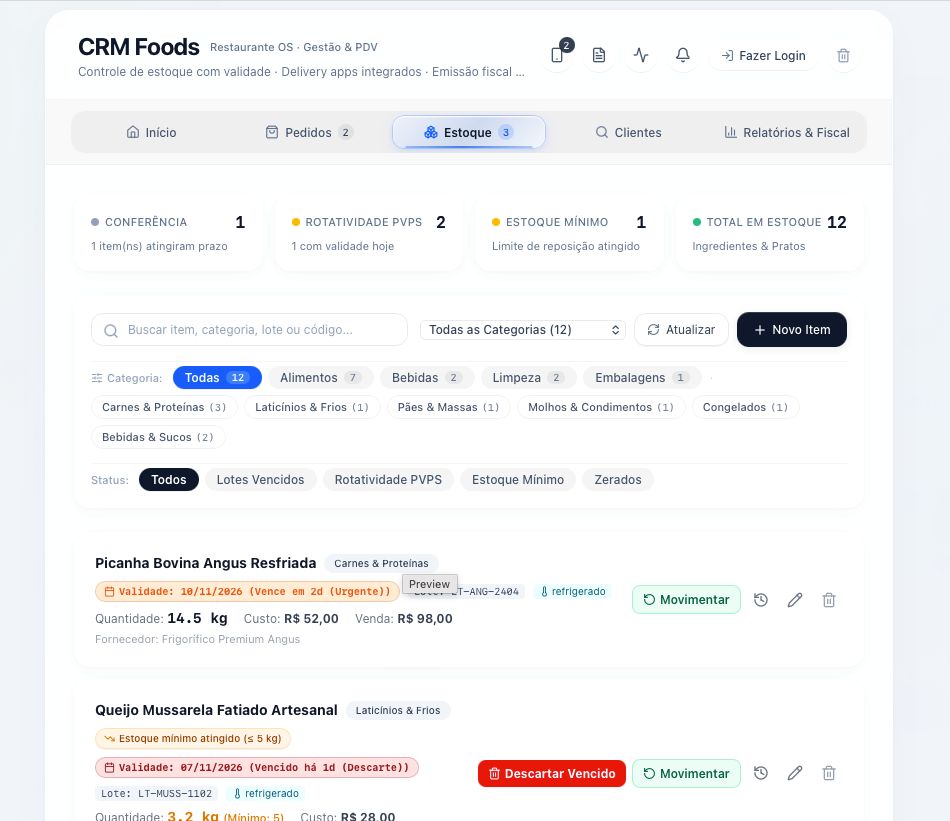 CRM Foods Restaurante OS · Gestão & PDV
Controle de estoque com validade · Delivery apps integrados · Emissão fiscal ...
2
Fazer Login
Início
Pedidos 2
Estoque 3
Clientes
Relatórios & Fiscal
CONFERÊNCIA 1
1 item(ns) atingiram prazo
ROTATIVIDADE PVPS 2
1 com validade hoje
ESTOQUE MÍNIMO 1
Limite de reposição atingido
TOTAL EM ESTOQUE 12
Ingredientes & Pratos
Buscar item, categoria, lote ou código...
Todas as Categorias (12)
Atualizar
+ Novo Item
Categoria: Todas 12 Alimentos 7 Bebidas 2 Limpeza 2 Embalagens 1 ·
Carnes & Proteínas (3) Laticínios & Frios (1) Pães & Massas (1) Molhos & Condimentos (1) Congelados (1)
Bebidas & Sucos (2)
Status: Todos Lotes Vencidos Rotatividade PVPS Estoque Mínimo Zerados
Picanha Bovina Angus Resfriada Carnes & Proteínas
Preview
Validade: 10/11/2026 (Vence em 2d (Urgente)) LT-ANG-2404 refrigerado
Quantidade: 14.5 kg Custo: R$ 52,00 Venda: R$ 98,00
Fornecedor: Frigorífico Premium Angus
Movimentar
Queijo Mussarela Fatiado Artesanal Laticínios & Frios
Estoque mínimo atingido (≤ 5 kg)
Validade: 07/11/2026 (Vencido há 1d (Descarte))
Lote: LT-MUSS-1102 refrigerado
Quantidade: 3.2 kg (Mínimo: 5) Custo: R$ 28,00
Descartar Vencido
Movimentar